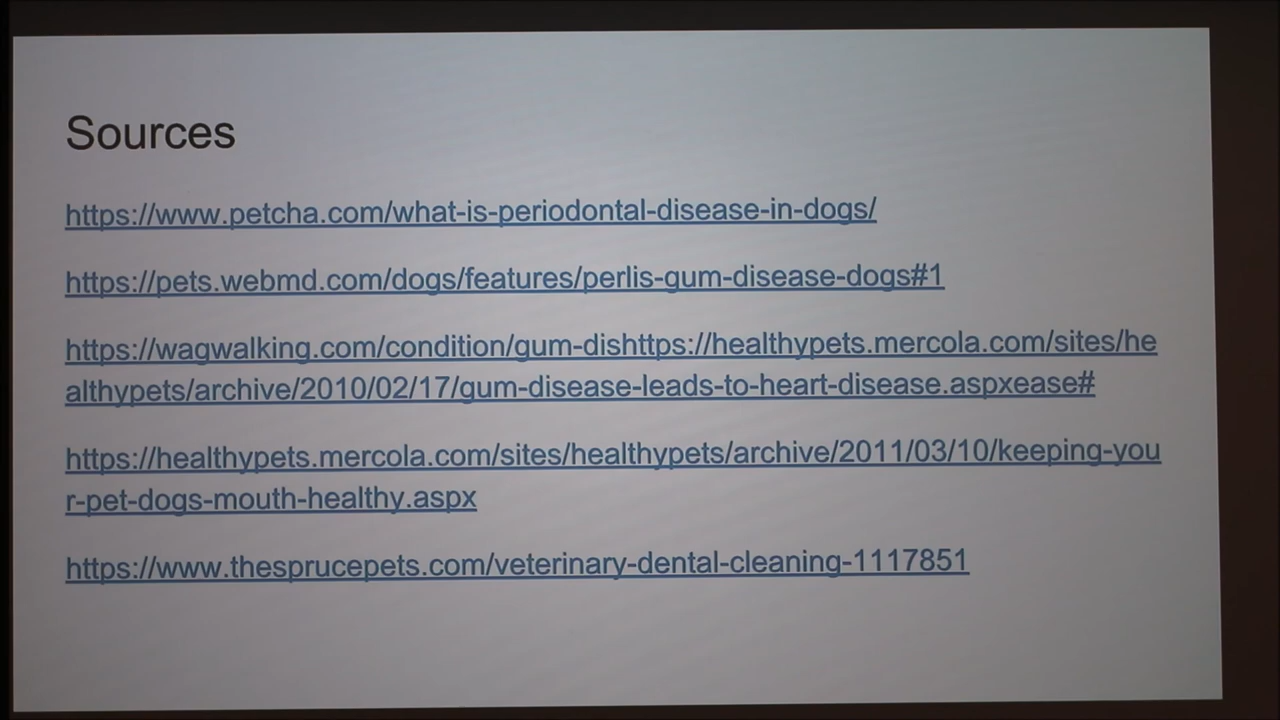 Sources
https://www.petcha.com/what-is-periodontal-disease-in-dogs/
https://pets.webmd.com/dogs/features/perlis-gum-disease-dogs#1
https://wagwalking.com/condition/gum-dishttps://healthypets.mercola.com/sites/he
althypets/archive/2010/02/17/gum-disease-leads-to-heart-disease.aspxease#
https://healthypets.mercola.com/sites/healthypets/archive/2011/03/10/keeping-you
r-pet-dogs-mouth-healthy.aspx
https://www.thesprucepets.com/veterinary-dental-cleaning-1117851